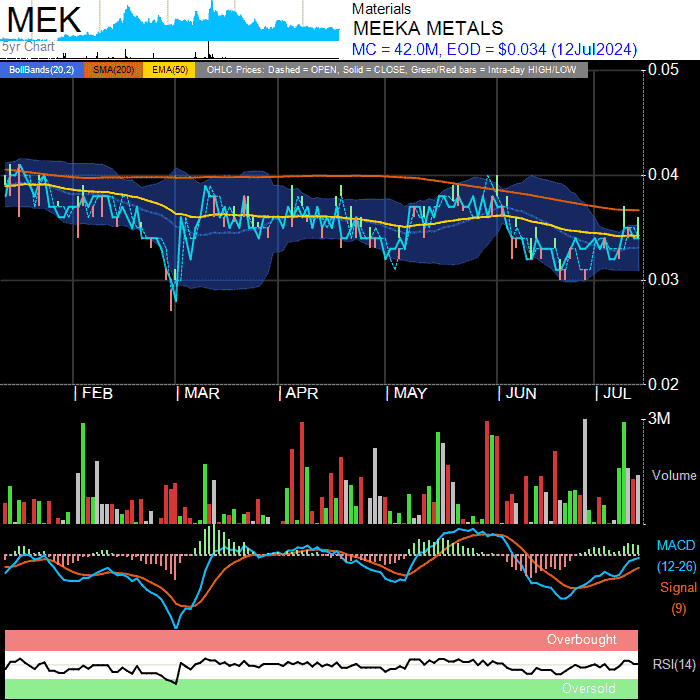 MEK
5yr Chart
Materials
MEEKA METALS
MC = 42.0M, EOD = $0.034 (12Jul2024)
BollBands(20,2) SMA(200) EMA(50) OHLC Prices: Dashed = OPEN, Solid = CLOSE, Green/Red bars = Intra-day HIGH/LOW
0.05
0.04
0.03
0.02
| FEB | MAR | APR | MAY | JUN | JUL
3M
Volume
MACD
(12-26)
Signal
(9)
Overbought
RSI(14)
Oversold